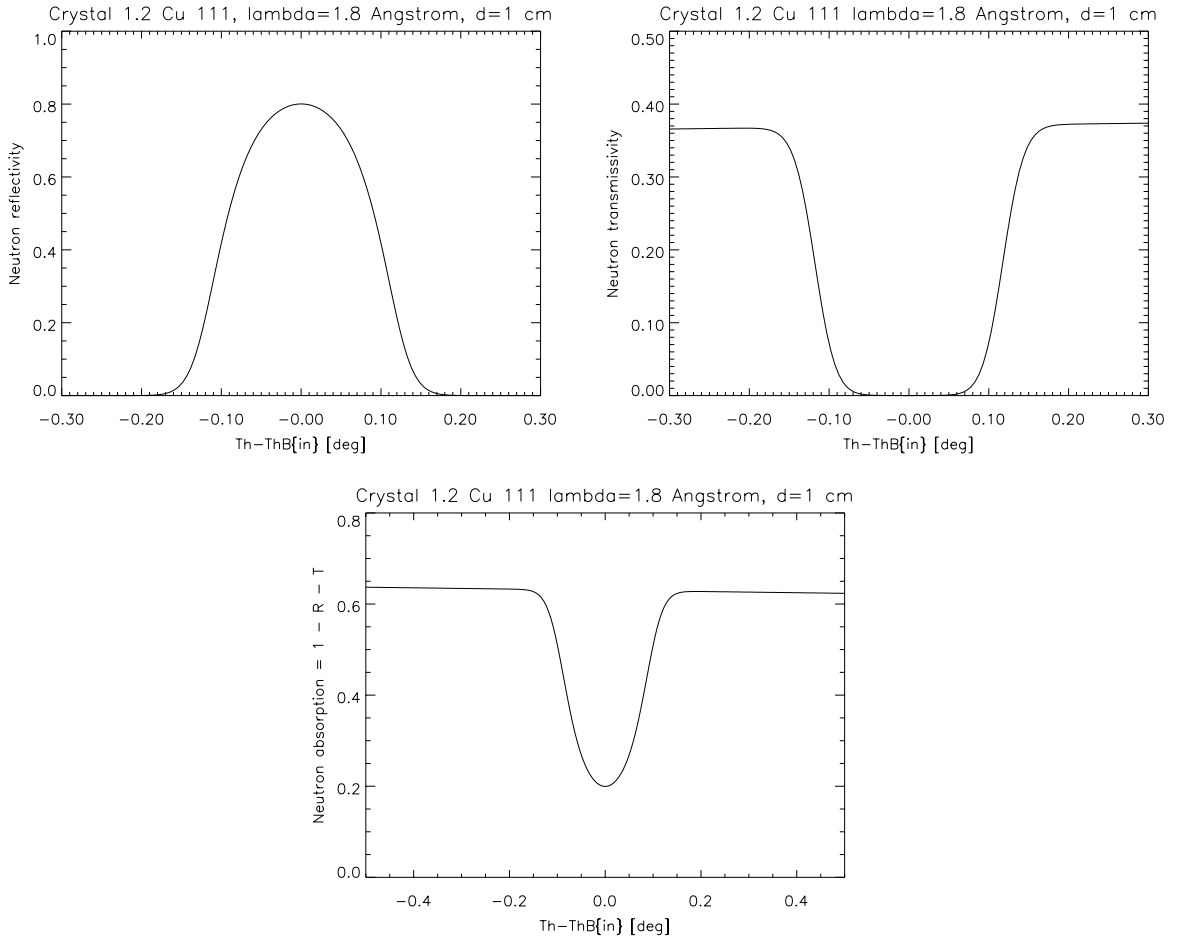 Crystal 1.2 Cu 111, lambda=1.8 Angstrom, d=1 cm
1.0
0.8
0.6
0.4
0.2
0.0
Neutron reflectivity
−0.30 −0.20 −0.10 −0.00 0.10 0.20 0.30
Th−ThB{in} [deg]
Crystal 1.2 Cu 111 lambda=1.8 Angstrom, d=1 cm
0.50
0.40
0.30
0.20
0.10
0.00
Neutron transmissivity
−0.30 −0.20 −0.10 −0.00 0.10 0.20 0.30
Th−ThB{in} [deg]
Crystal 1.2 Cu 111 lambda=1.8 Angstrom, d=1 cm
0.8
0.6
0.4
0.2
0.0
Neutron absorption = 1 − R − T
−0.4 −0.2 0.0 0.2 0.4
Th−ThB{in} [deg]